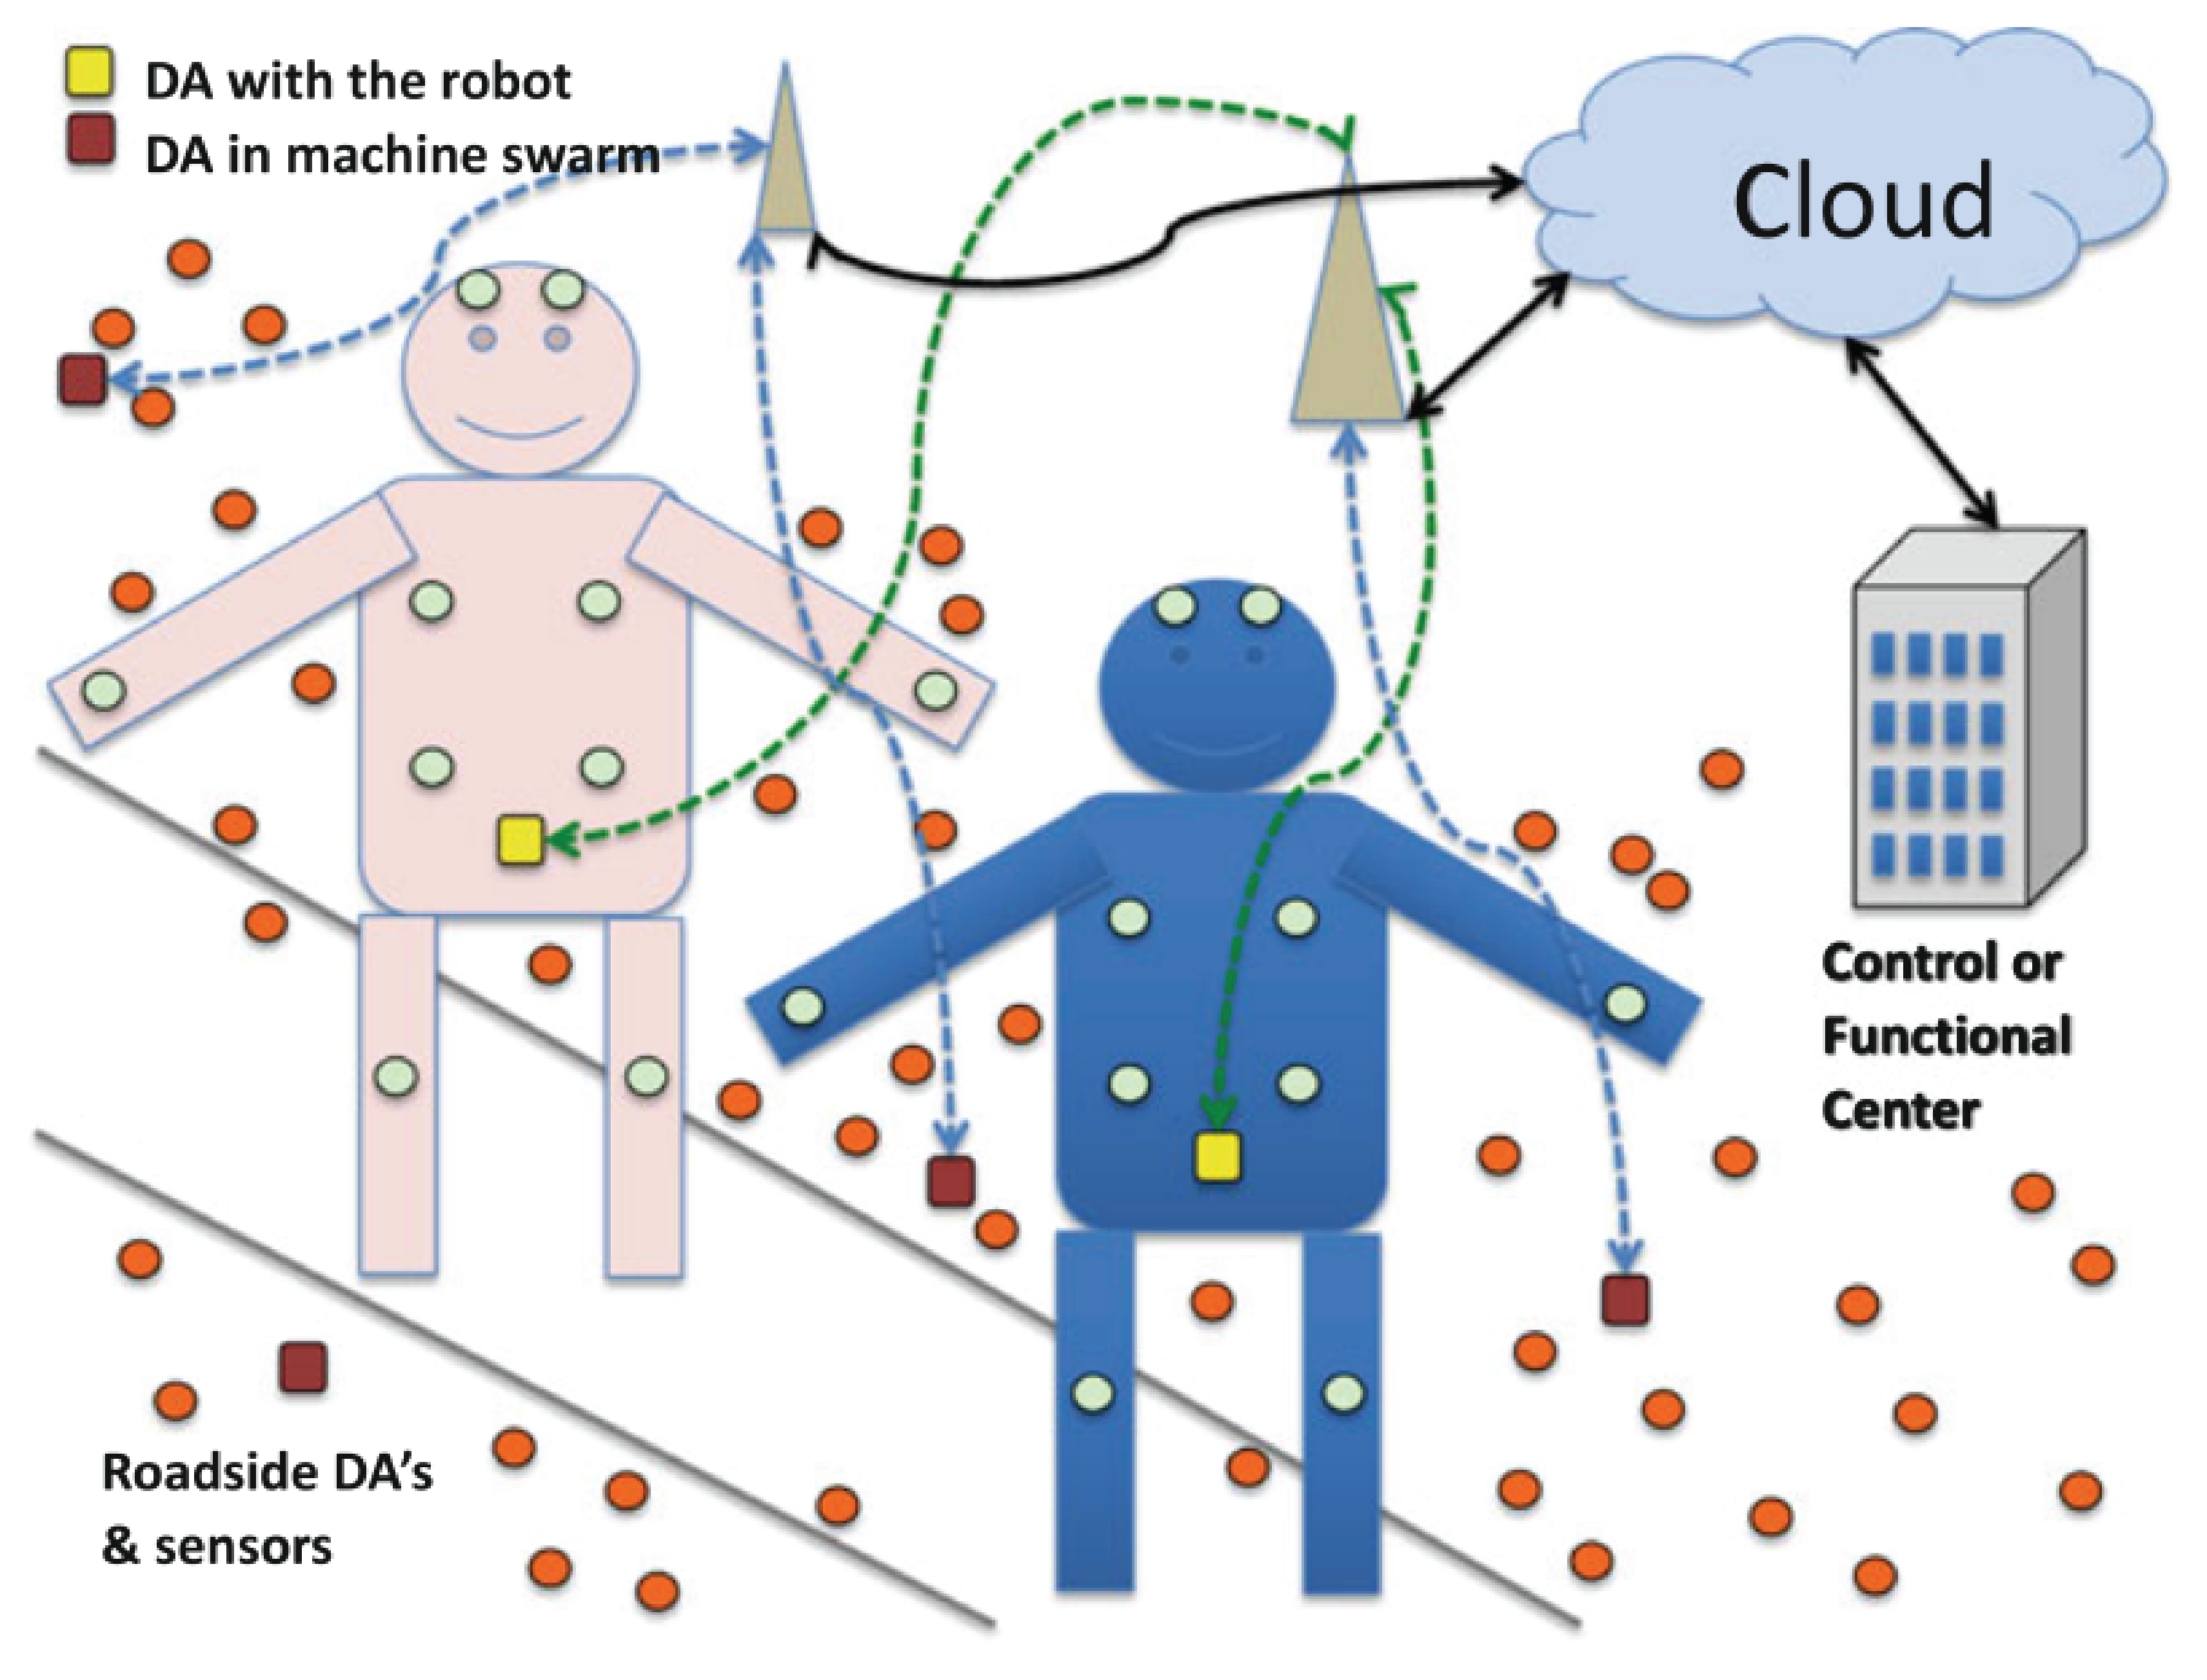 DA with the robot
DA in machine swarm
Cloud
Control or
Functional
Center
Roadside DA’s
& sensors